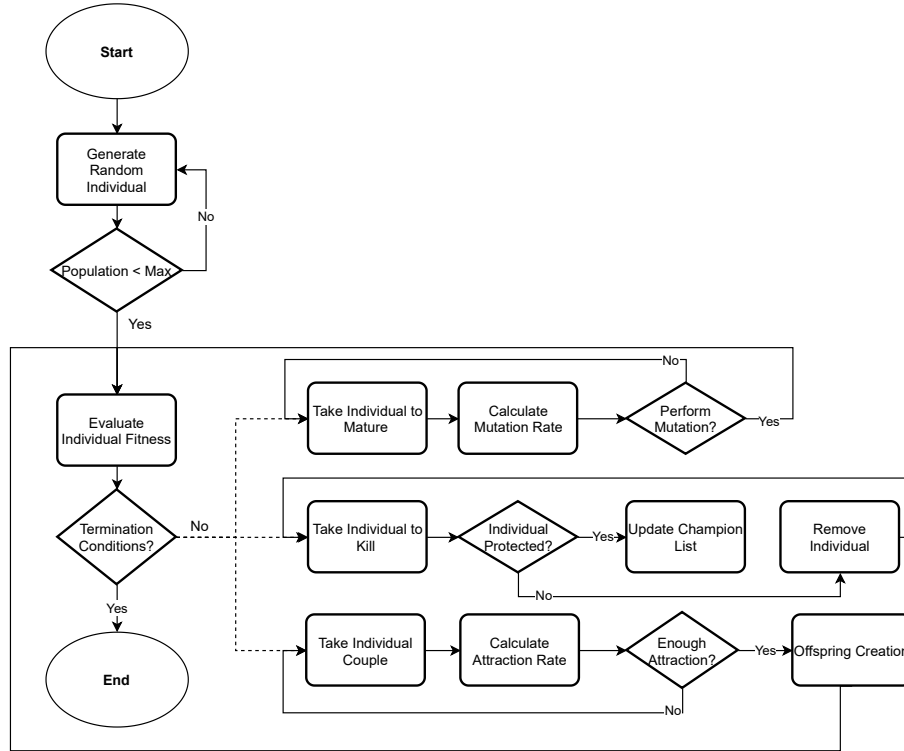 Start
Generate
Random
Individual
No
Population < Max
Yes
No
Evaluate
Individual Fitness
Take Individual to
Mature
Calculate
Mutation Rate
Perform
Mutation?
Yes
Termination
Conditions?
No
Take Individual to
Kill
Individual
Protected?
Yes
Update Champion
List
Remove
Individual
No
Yes
End
Take Individual
Couple
Calculate
Attraction Rate
Enough
Attraction?
Yes
Offspring Creation
No